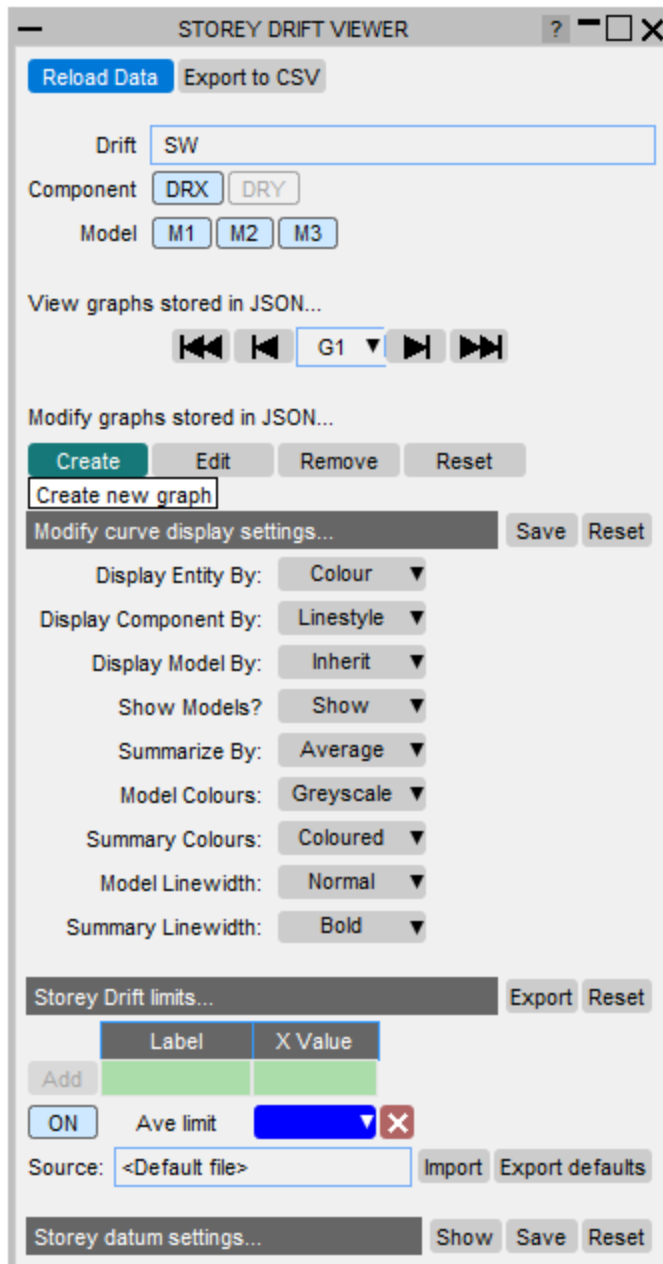 STOREY DRIFT VIEWER ?
Reload Data Export to CSV
Drift SW
Component DRX DRY
Model M1 M2 M3
View graphs stored in JSON...
G1
Modify graphs stored in JSON...
Create Edit Remove Reset
Create new graph
Modify curve display settings... Save Reset
Display Entity By: Colour
Display Component By: Linestyle
Display Model By: Inherit
Show Models? Show
Summarize By: Average
Model Colours: Greyscale
Summary Colours: Coloured
Model Linewidth: Normal
Summary Linewidth: Bold
Storey Drift limits... Export Reset
Label X Value
Add
ON Ave limit
Source: <Default file> Import Export defaults
Storey datum settings... Show Save Reset